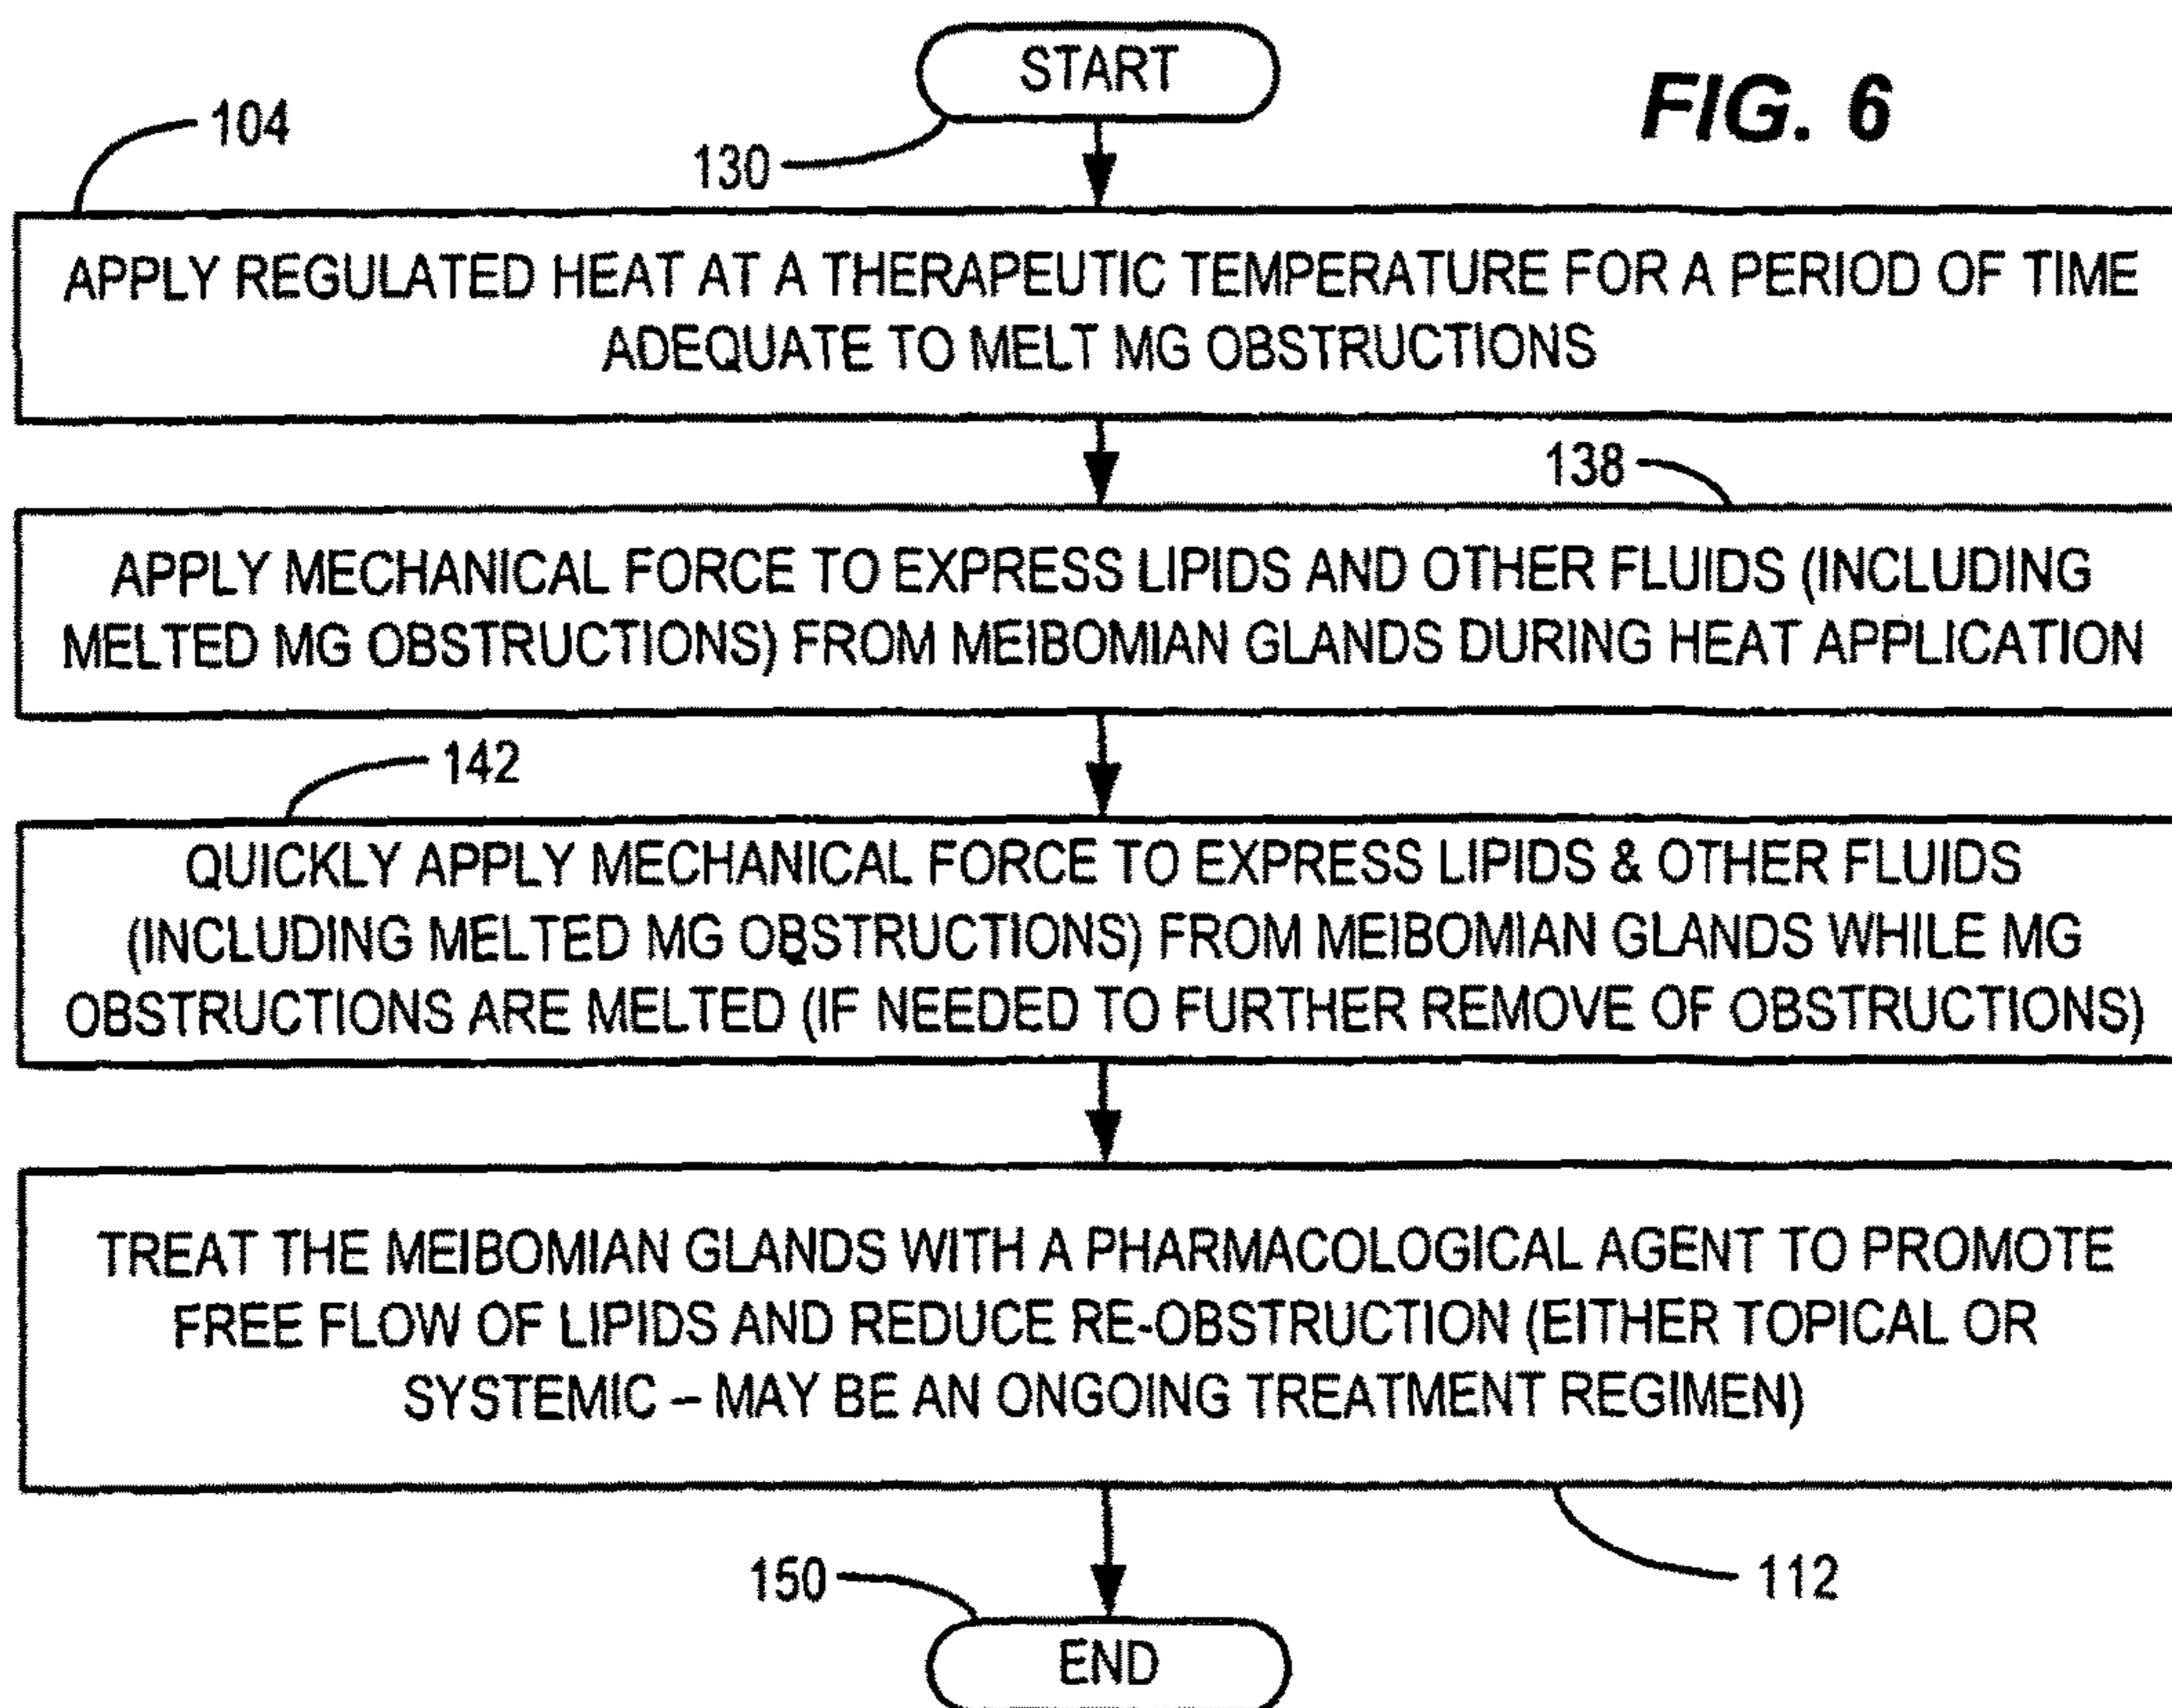 START
FIG. 6
104
130
APPLY REGULATED HEAT AT A THERAPEUTIC TEMPERATURE FOR A PERIOD OF TIME
ADEQUATE TO MELT MG OBSTRUCTIONS
138
APPLY MECHANICAL FORCE TO EXPRESS LIPIDS AND OTHER FLUIDS (INCLUDING
MELTED MG OBSTRUCTIONS) FROM MEIBOMIAN GLANDS DURING HEAT APPLICATION
142
QUICKLY APPLY MECHANICAL FORCE TO EXPRESS LIPIDS & OTHER FLUIDS
(INCLUDING MELTED MG OBSTRUCTIONS) FROM MEIBOMIAN GLANDS WHILE MG
OBSTRUCTIONS ARE MELTED (IF NEEDED TO FURTHER REMOVE OF OBSTRUCTIONS)
TREAT THE MEIBOMIAN GLANDS WITH A PHARMACOLOGICAL AGENT TO PROMOTE
FREE FLOW OF LIPIDS AND REDUCE RE-OBSTRUCTION (EITHER TOPICAL OR
SYSTEMIC – MAY BE AN ONGOING TREATMENT REGIMEN)
150
112
END